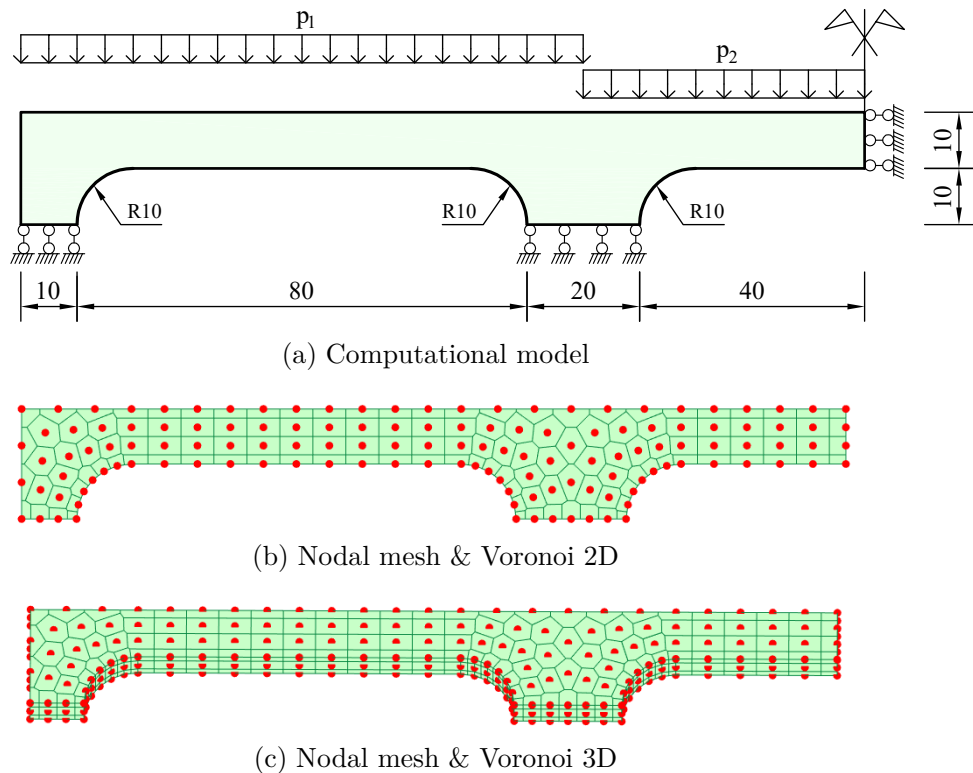 p1
p2
10
10
R10
R10
R10
10
80
20
40
(a) Computational model
(b) Nodal mesh & Voronoi 2D
(c) Nodal mesh & Voronoi 3D